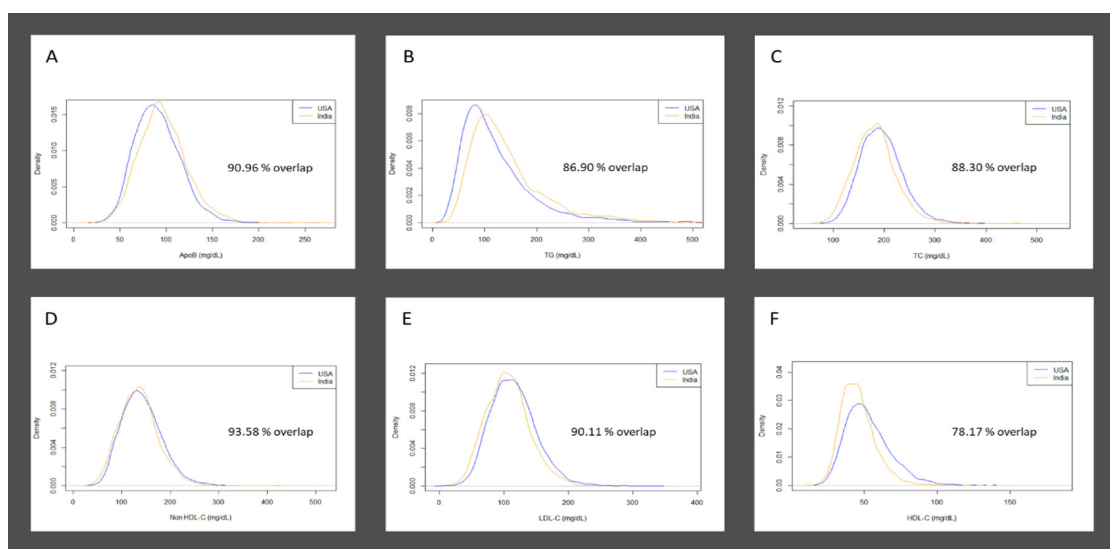 A
USA
India
90.96 % overlap
Density
0.000
0.005
0.010
0.015
0 50 100 150 200 250
ApoB (mg/dL)
B
USA
India
86.90 % overlap
Density
0.000
0.002
0.004
0.006
0.008
0 100 200 300 400 500
TG (mg/dL)
C
USA
India
88.30 % overlap
Density
0.000
0.004
0.008
0.012
100 200 300 400 500
TC (mg/dL)
D
USA
India
93.58 % overlap
Density
0.000
0.004
0.008
0.012
0 100 200 300 400 500
Non HDL-C (mg/dL)
E
USA
India
90.11 % overlap
Density
0.000
0.004
0.008
0.012
0 100 200 300 400
LDL-C (mg/dL)
F
USA
India
78.17 % overlap
Density
0.00
0.01
0.02
0.03
0.04
50 100 150
HDL-C (mg/dL)